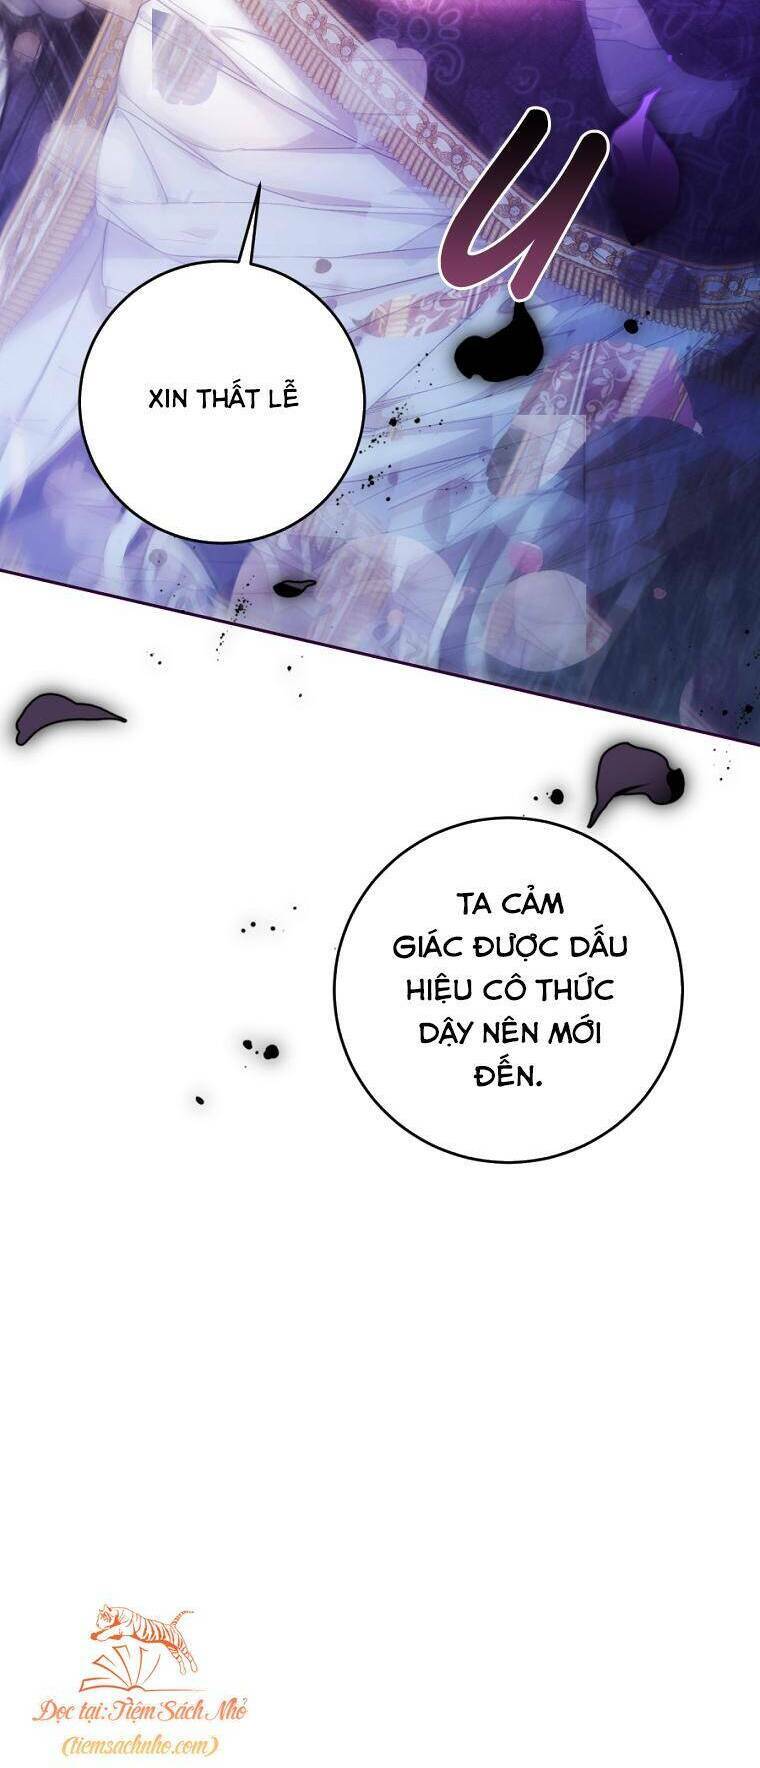 XIN THẤT LỄ
TA CẢM
GIÁC ĐƯỢC DẤU
HIỆU CÔ THỨC
DẬY NÊN MỚI
ĐẾN.
Đọc tại: Tiệm Sách Nhỏ
(tiemsachnho.com)